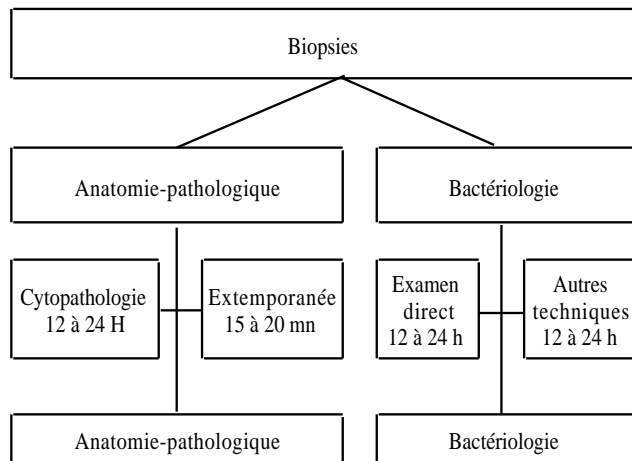 Biopsies
Anatomie-pathologique
Bactériologie
Cytopathologie
12 à 24 H
Extemporanée
15 à 20 mn
Examen
direct
12 à 24 h
Autres
techniques
12 à 24 h
Anatomie-pathologique
Bactériologie